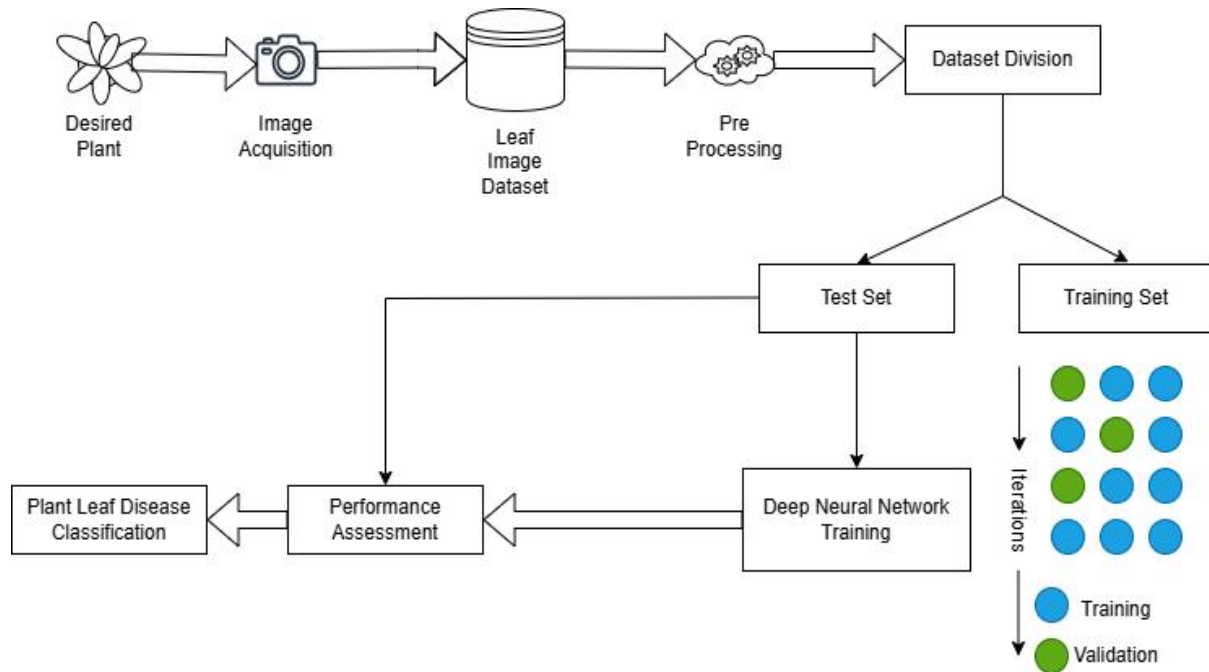 Desired
Plant
Image
Acquisition
Leaf
Image
Dataset
Pre
Processing
Dataset Division
Test Set
Training Set
Iterations
Plant Leaf Disease
Classification
Performance
Assessment
Deep Neural Network
Training
Training
Validation